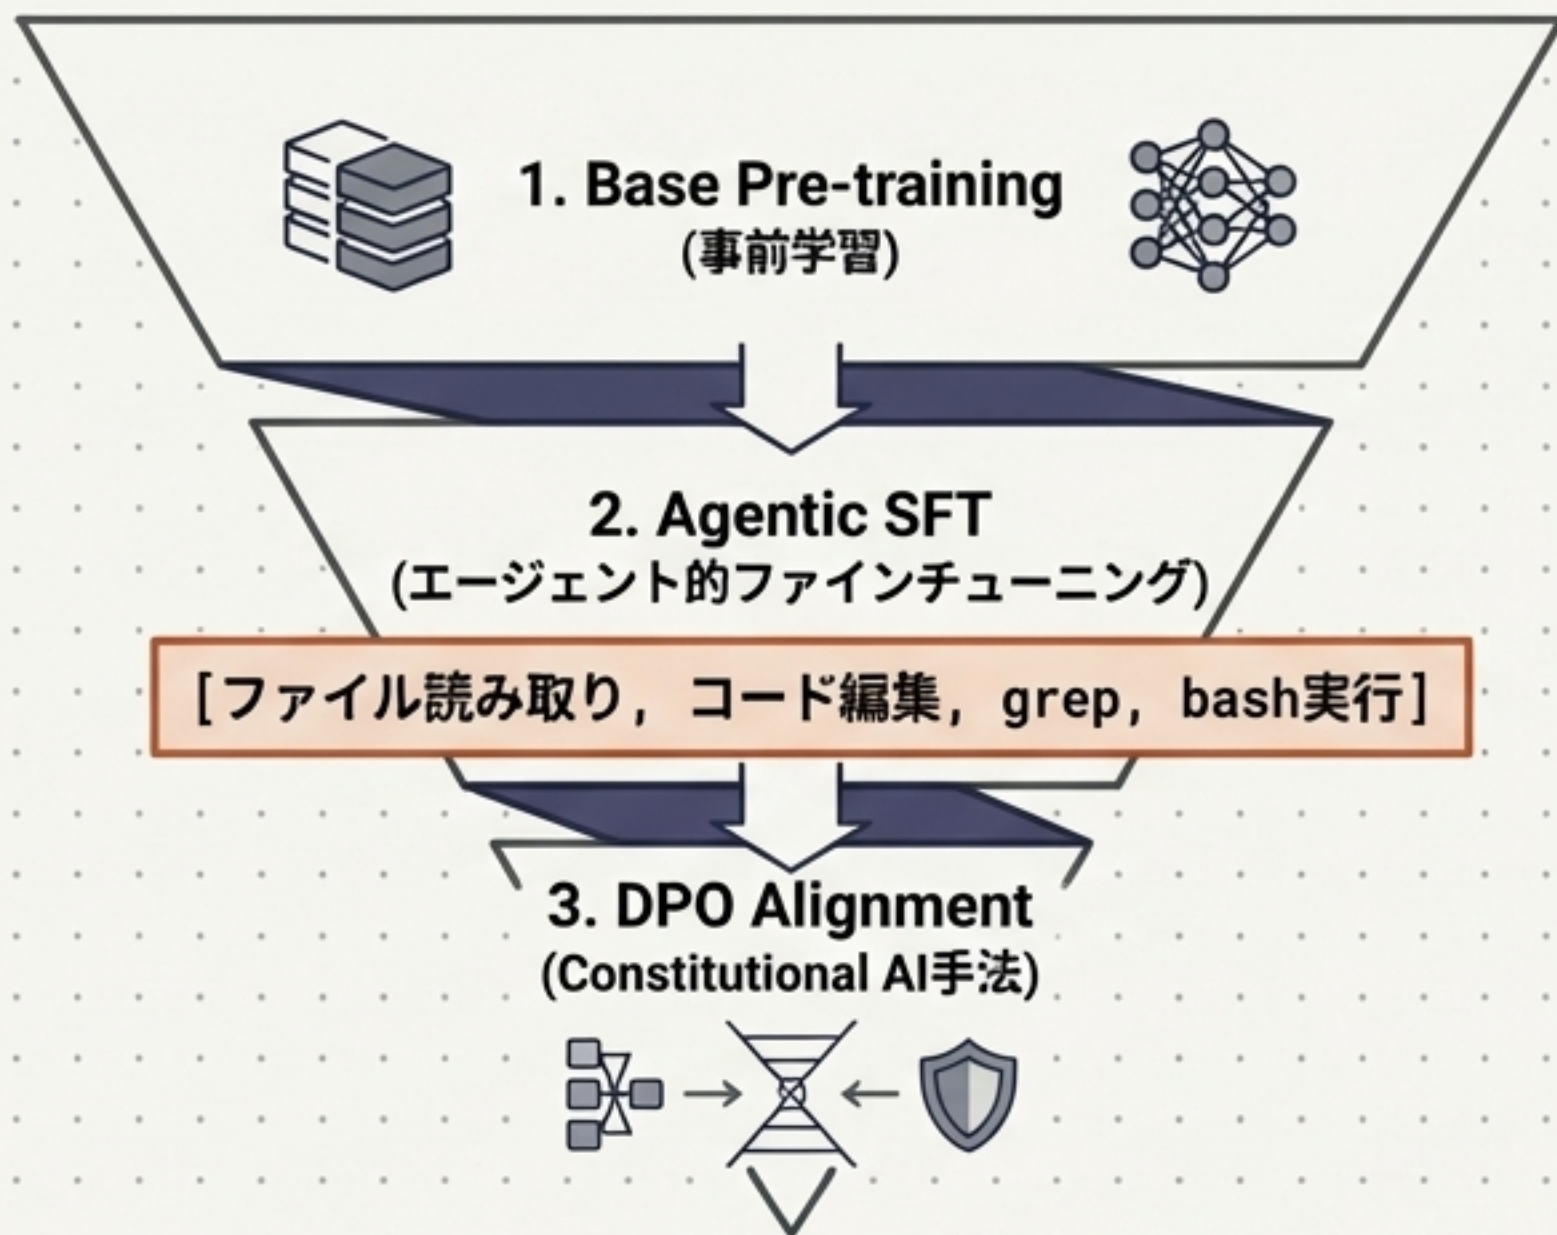 1. Base Pre-training
(事前学習)
2. Agentic SFT
(エージェント的ファインチューニング)
[ファイル読み取り, コード編集, grep, bash実行]
3. DPO Alignment
(Constitutional AI手法)